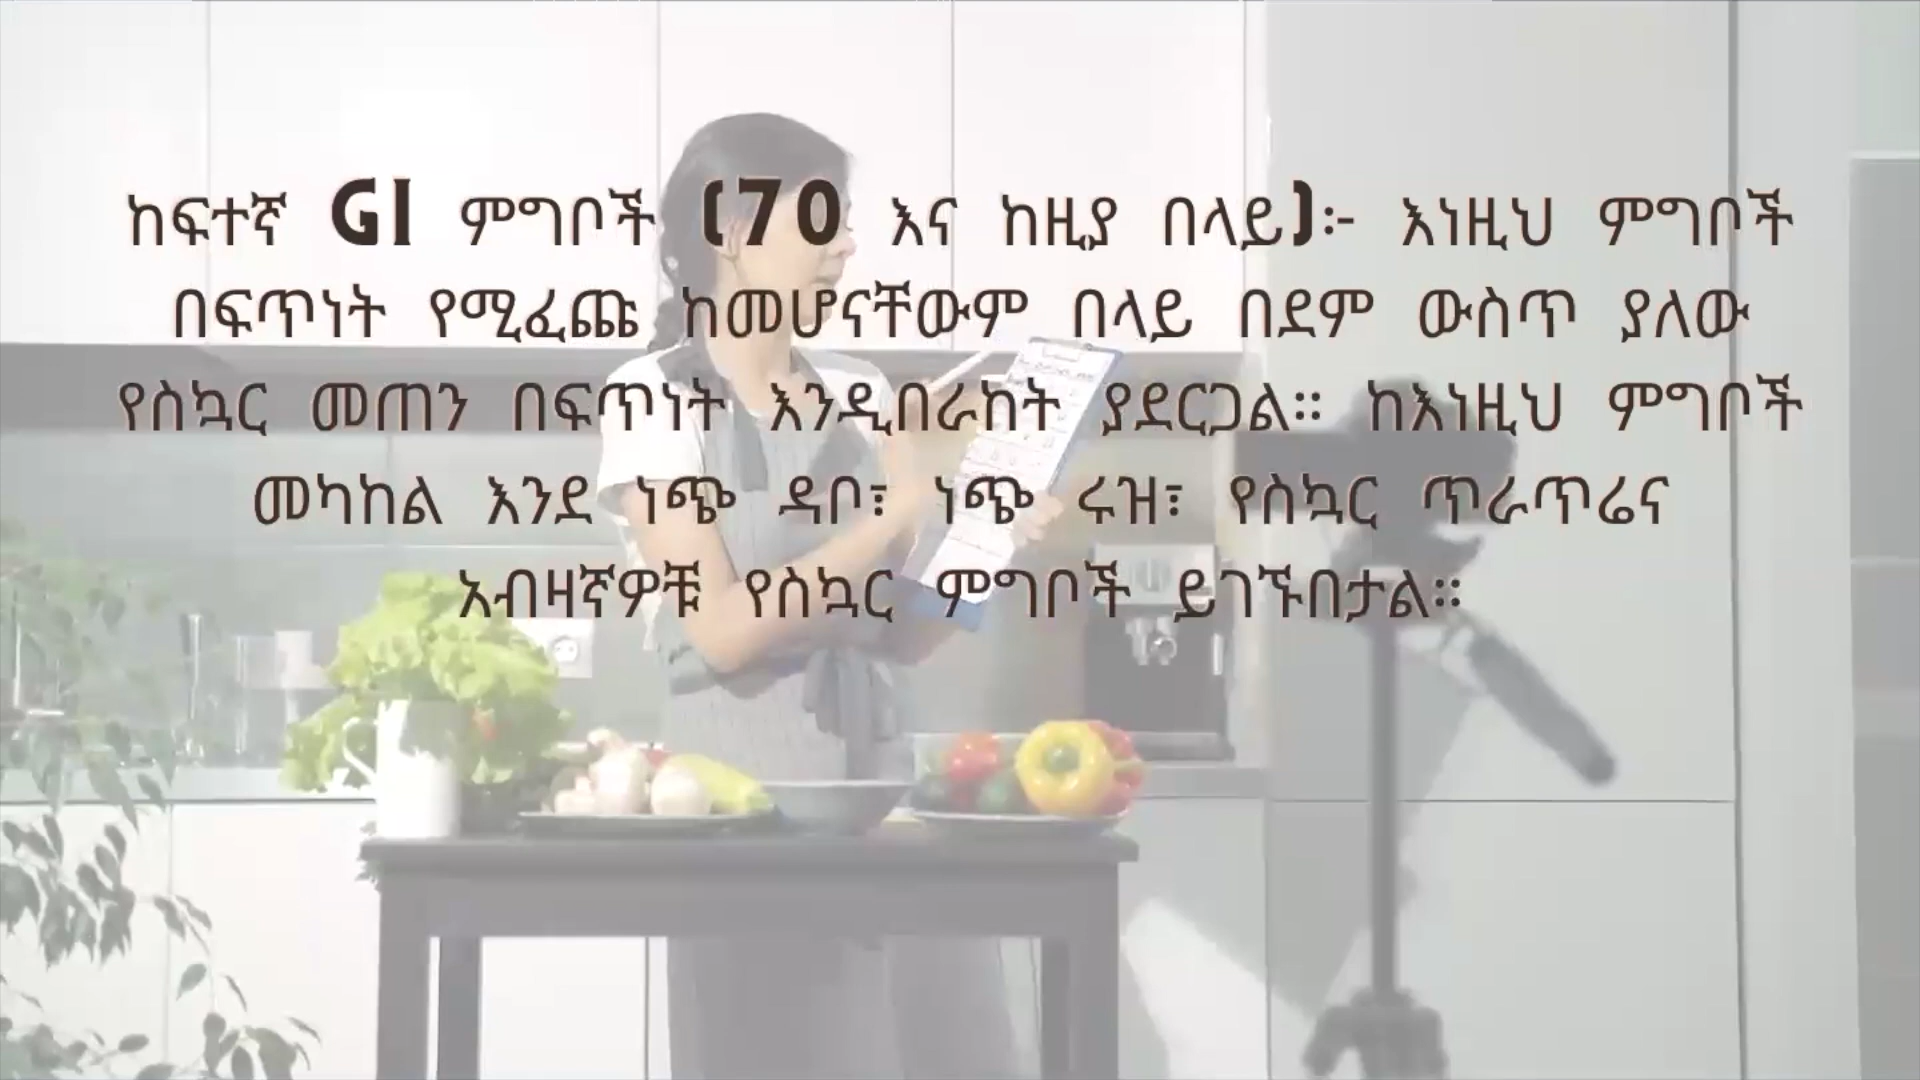 ከፍተኛ GI ምግቦች (70 እና ከዚያ በላይ)፡- እነዚህ ምግቦች
በፍጥነት የሚፈጩ ከመሆናቸውም በላይ በደም ውስጥ ያለው
የስኳር መጠን በፍጥነት እንዲበራከት ያደርጋል። ከእነዚህ ምግቦች
መካከል እንደ ነጭ ዳቦ፣ ነጭ ሩዝ፣ የስኳር ጥራጥሬና
አብዛኛዎቹ የስኳር ምግቦች ይገኙበታል።